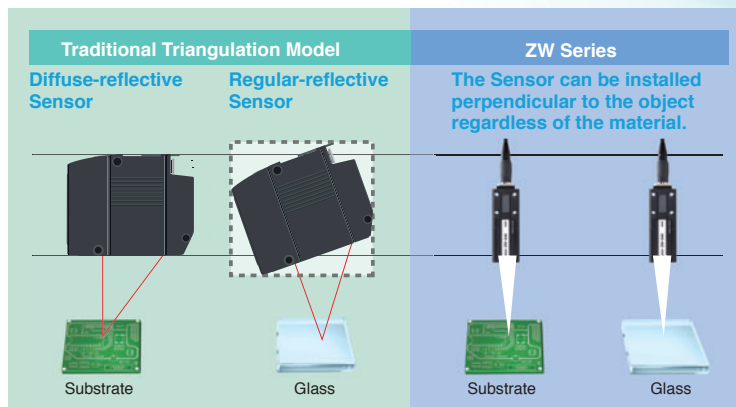 Traditional Triangulation Model
ZW Series
Diffuse-reflective
Sensor
Regular-reflective
Sensor
The Sensor can be installed
perpendicular to the object
regardless of the material.
Substrate
Glass
Substrate
Glass